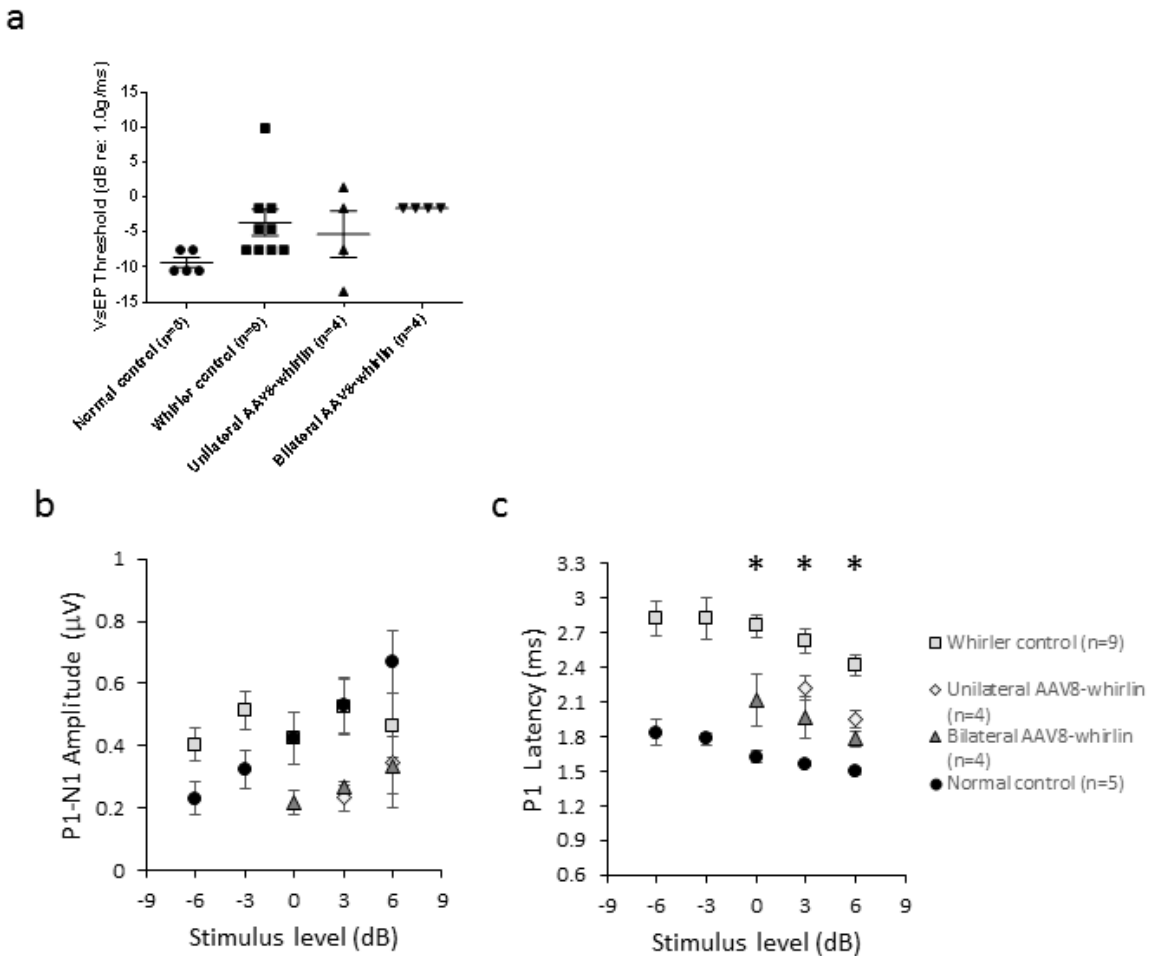 a
VsEP Threshold (dB re: 1.0g/ms)
15
10
5
0
-5
-10
-15
Normal control (n=5)
Whirler control (n=9)
Unilateral AAV8-whirlin (n=4)
Bilateral AAV8-whirlin (n=4)
b
P1-N1 Amplitude (µV)
1
0.8
0.6
0.4
0.2
0
-9 -6 -3 0 3 6 9
Stimulus level (dB)
c
P1 Latency (ms)
3.3
3
2.7
2.4
2.1
1.8
1.5
1.2
0.9
0.6
* * *
-9 -6 -3 0 3 6 9
Stimulus level (dB)
Whirler control (n=9)
Unilateral AAV8-whirlin
(n=4)
Bilateral AAV8-whirlin
(n=4)
Normal control (n=5)